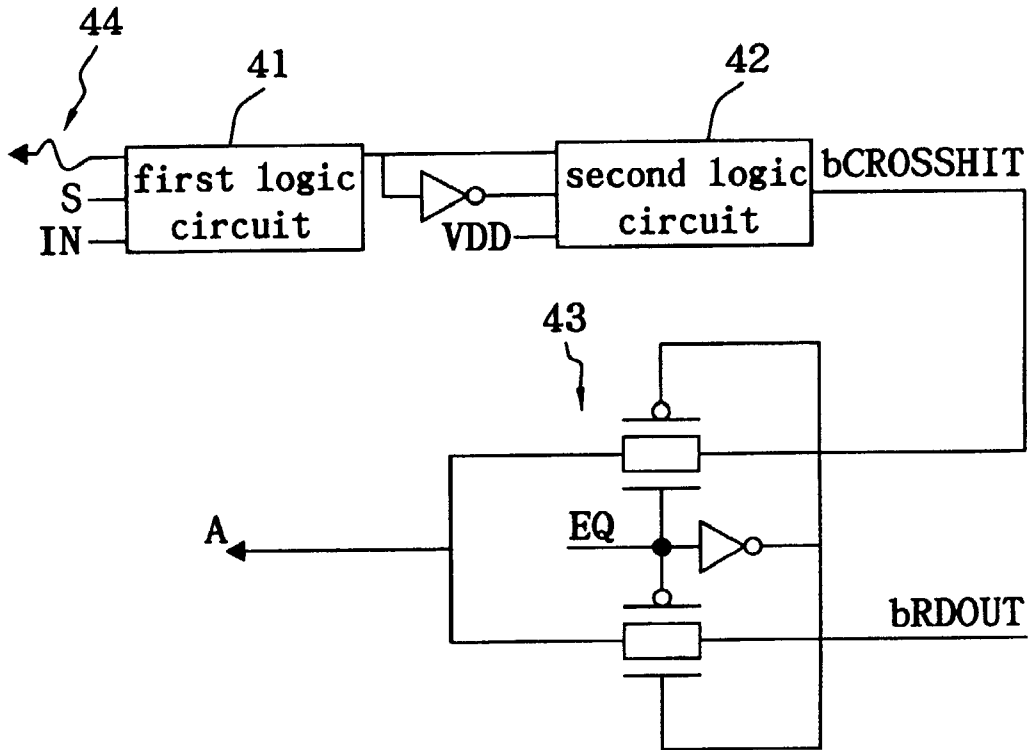 44
41
42
first logic
circuit
S
IN
second logic
circuit
VDD
bCROSSHIT
43
A
EQ
bRDOUT